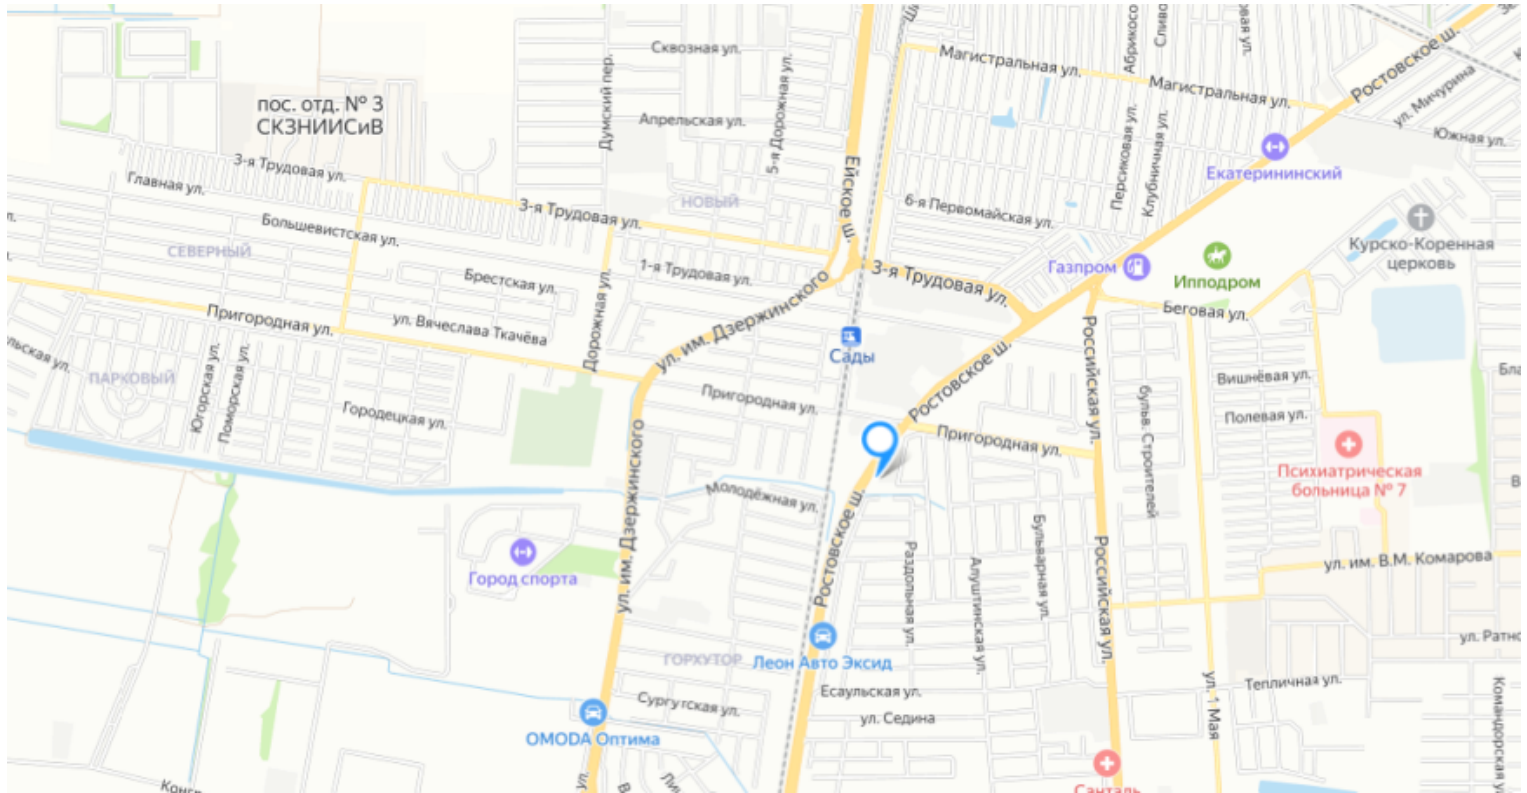 Сквозная ул.
Думский пер.
5-я Дорожная ул.
Апрельская ул.
пос. отд. № 3
СКЗНИИСиВ
3-я Трудовая ул.
Главная ул.
Большевистская ул.
СЕВЕРНЫЙ
3-я Трудовая ул.
НОВЫЙ
Ейское ш.
Магистральная ул.
Магистральная ул.
Ростовское ш.
ул. Мичурина
Южная ул.
Персиковая ул.
Клубничная ул.
Екатерининский
6-я Первомайская ул.
Курско-Коренная
церковь
Газпром
Ипподром
3-я Трудовая ул.
Беговая ул.
Брестская ул.
1-я Трудовая ул.
Дорожная ул.
ул. им. Дзержинского
Пригородная ул.
ул. Вячеслава Ткачёва
Сады
Ростовское ш.
Российская ул.
ПАРКОВЫЙ
Югорская ул.
Поморская ул.
Городецкая ул.
Пригородная ул.
Пригородная ул.
бульв. Строителей
Вишнёвая ул.
Полевая ул.
Психиатрическая
больница № 7
ул. им. Дзержинского
Молодёжная ул.
Ростовское ш.
Город спорта
Раздольная ул.
Алуштинская ул.
Бульварная ул.
Российская ул.
ул. им. В.М. Комарова
ГОРХУТОР
Леон Авто Эксид
Сургутская ул.
Есаульская ул.
ул. Седина
ул. 1 Мая
Тепличная ул.
OMODA Оптима
Санталь